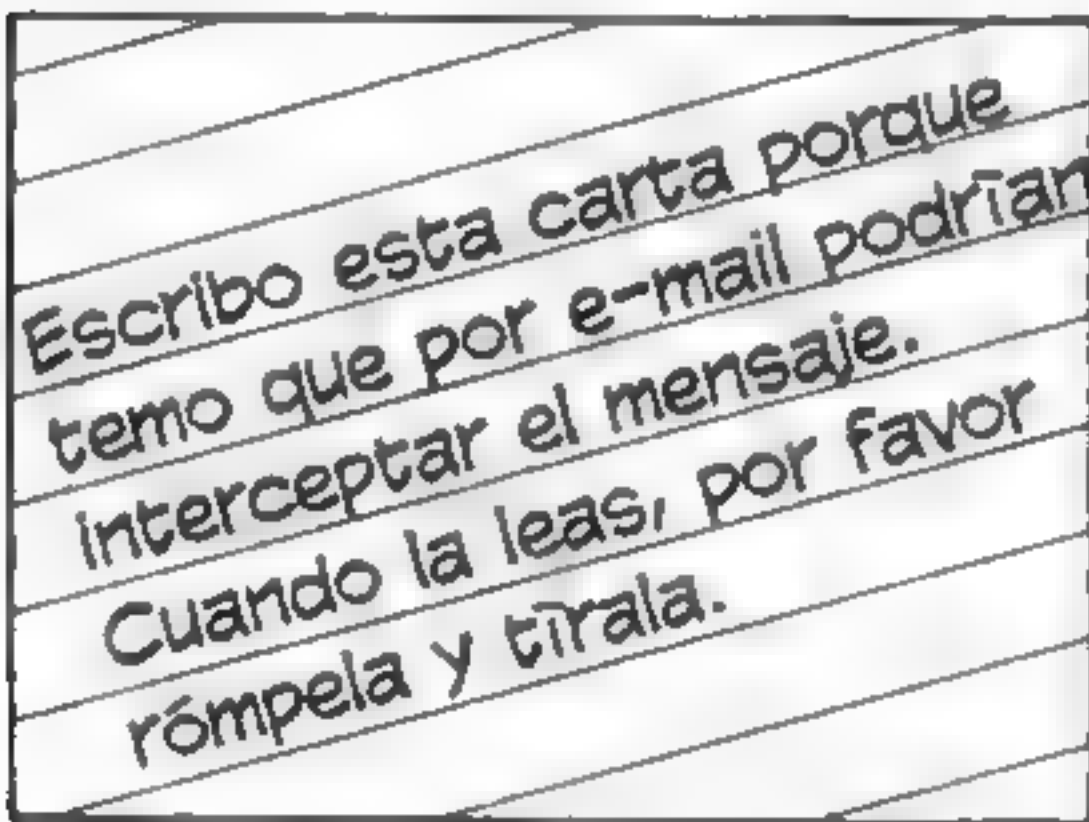 Escribo esta carta porque
temo que por e-mail podrían
interceptar el mensaje.
Cuando la leas, por favor
rómpela y tírala.